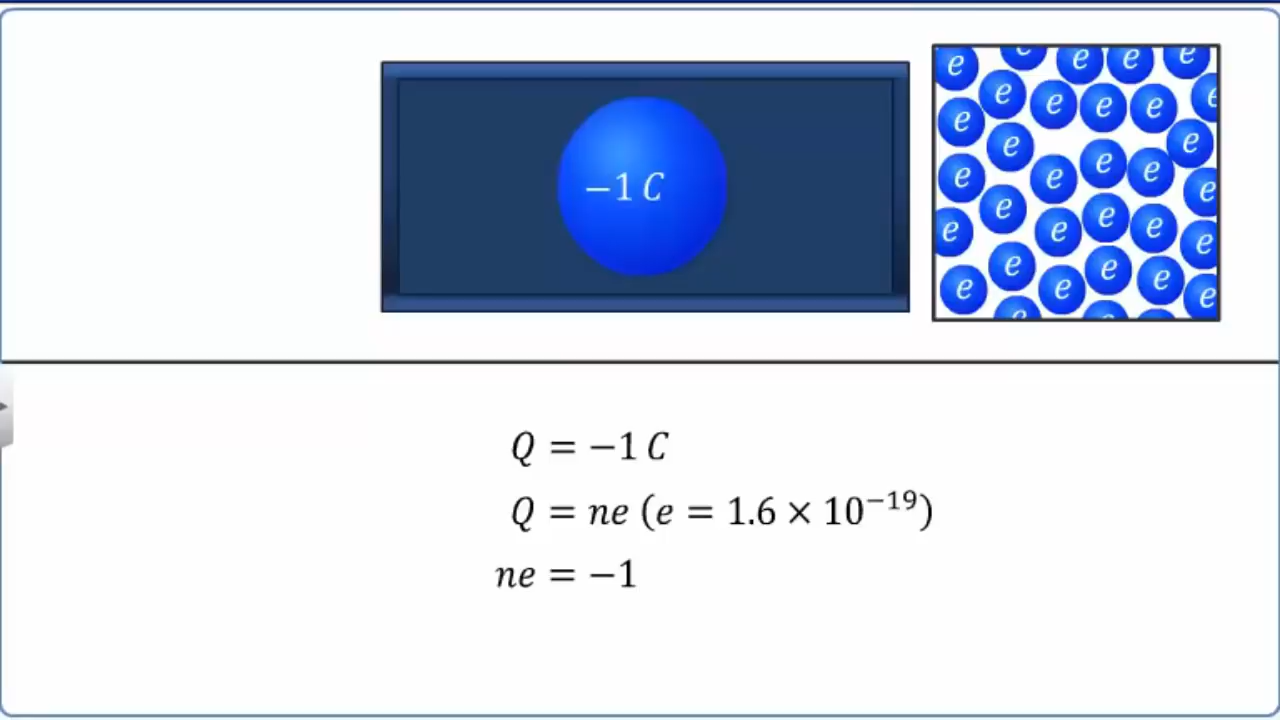 −1 C
e e e e e
e e e e e e
e e e e
e e e e e
e e e e e
e e e e e
e e e e e
e e
Q = −1 C
Q = ne (e = 1.6 × 10⁻¹⁹)
ne = −1